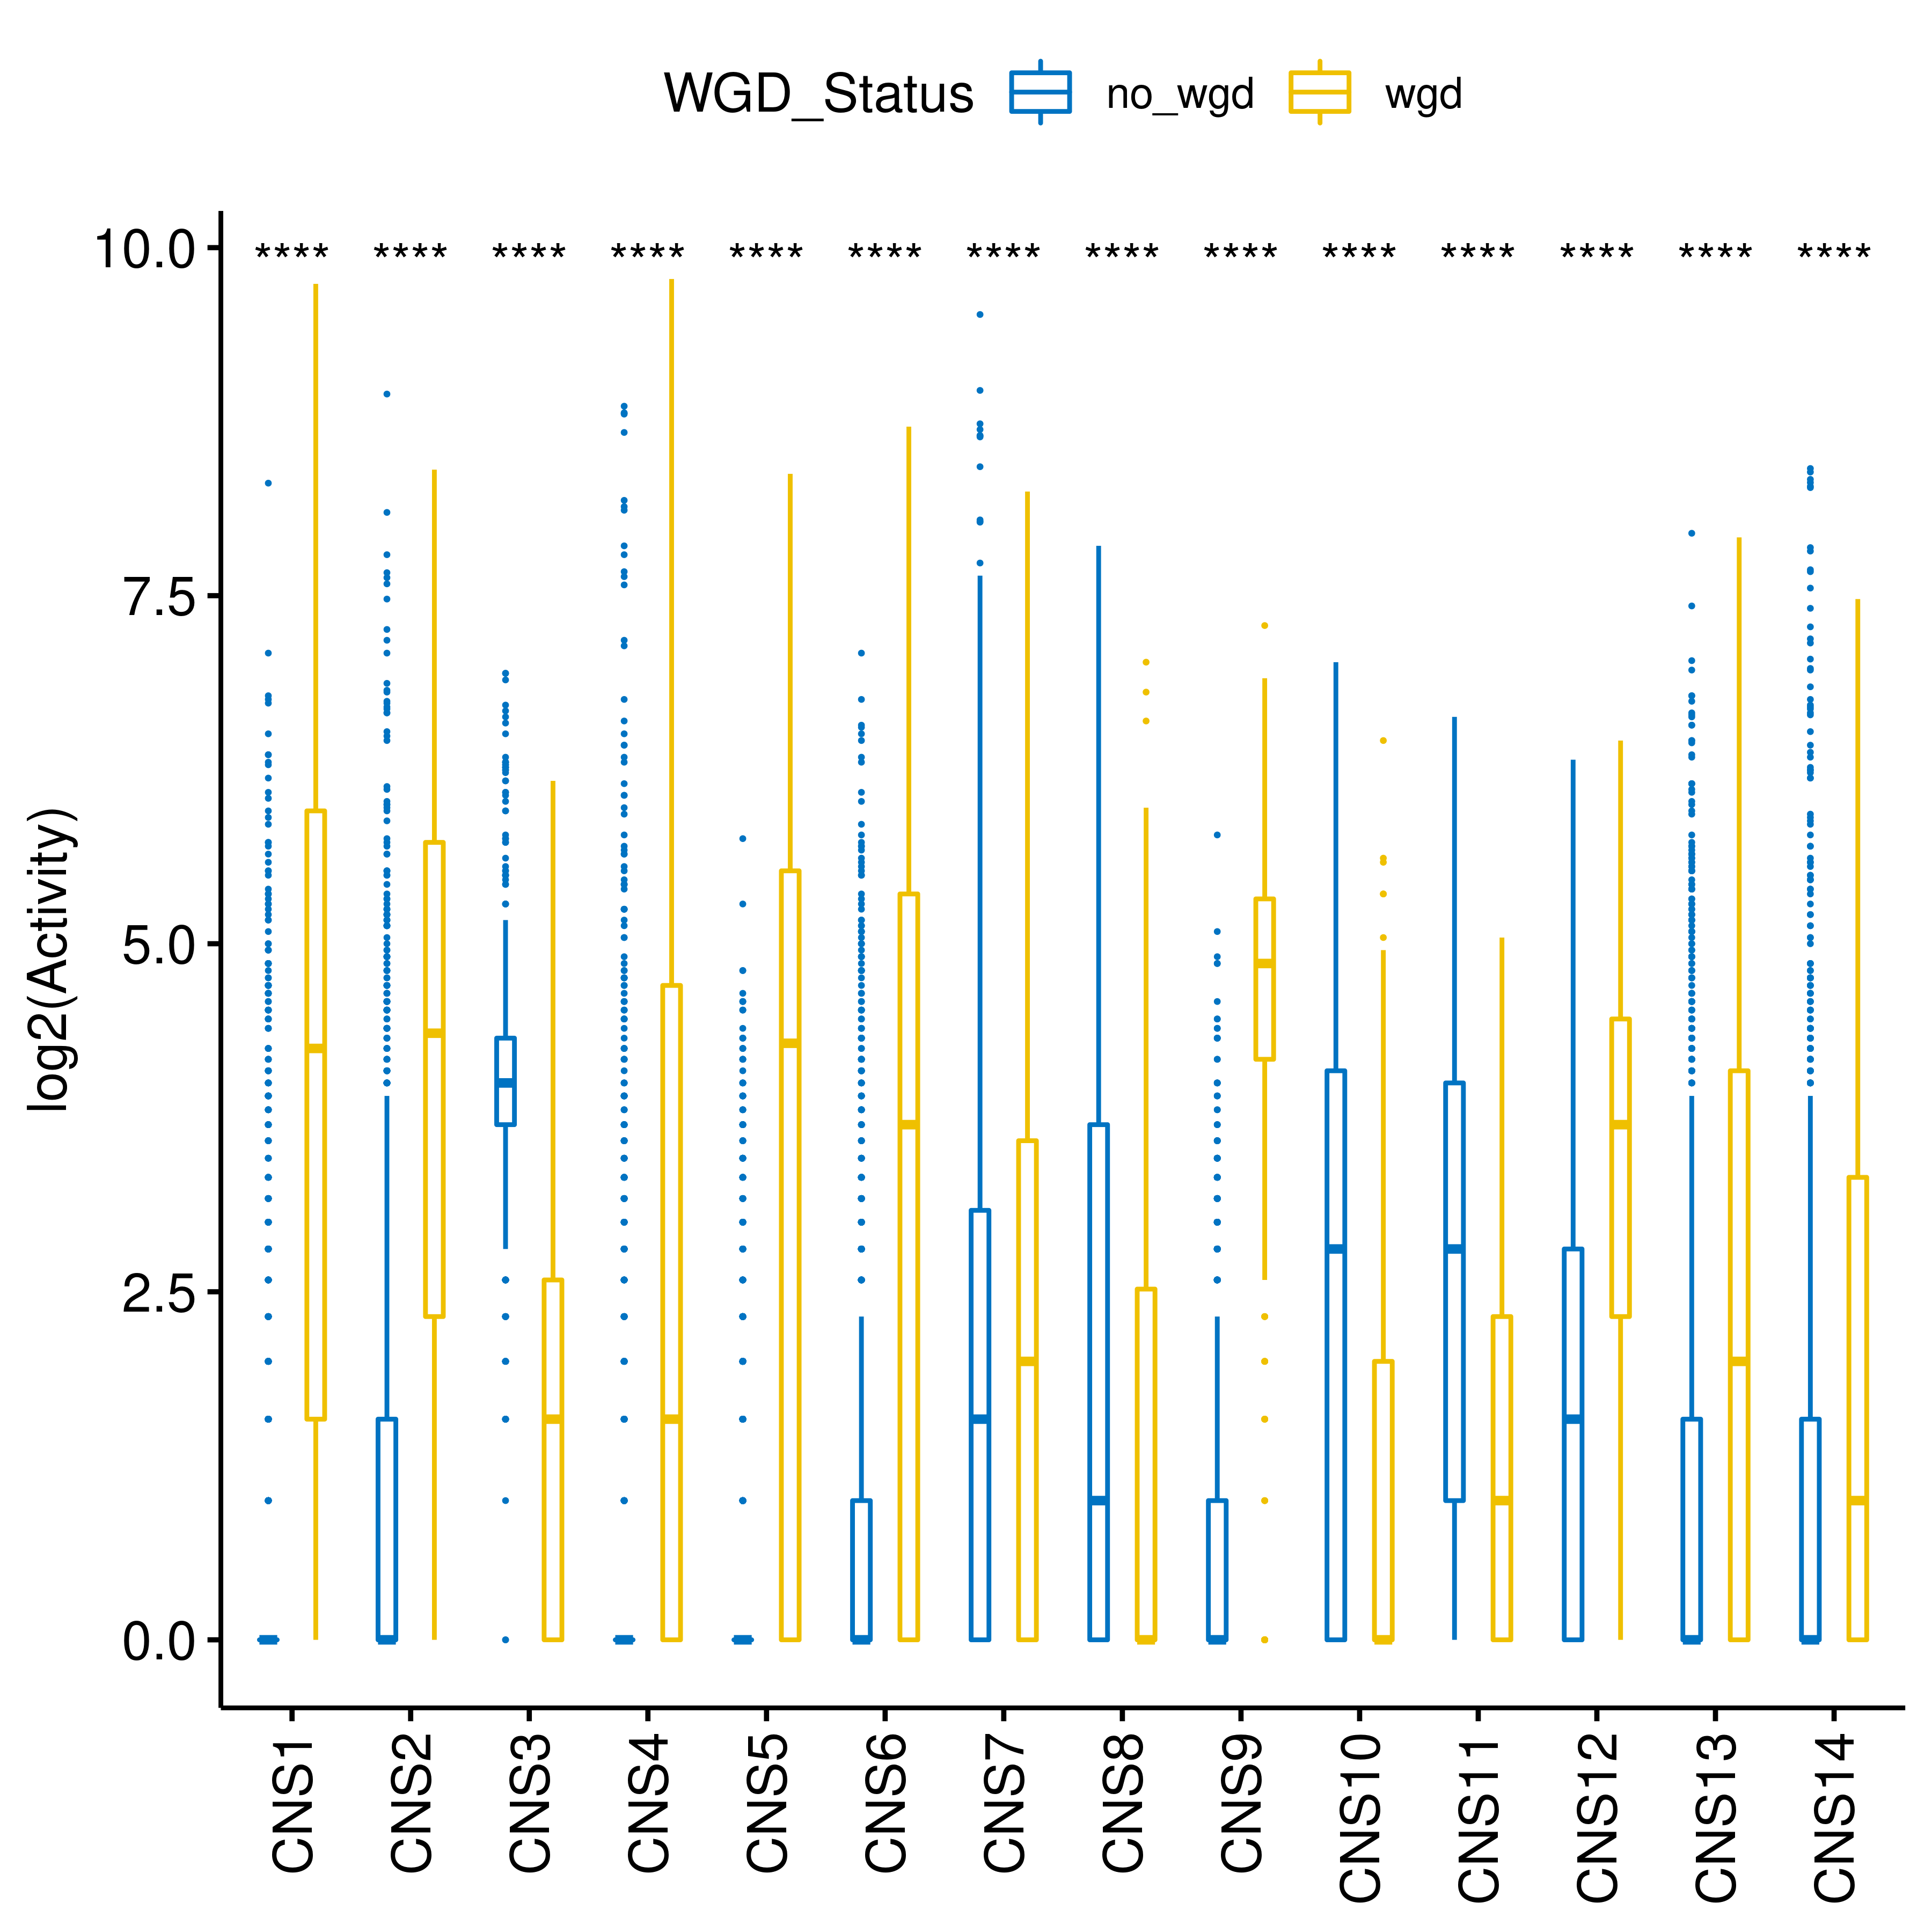 WGD_Status no_wgd wgd
log2(Activity)
10.0
7.5
5.0
2.5
0.0
**** **** **** **** **** **** **** **** **** **** **** **** **** ****
CNS1 CNS2 CNS3 CNS4 CNS5 CNS6 CNS7 CNS8 CNS9 CNS10 CNS11 CNS12 CNS13 CNS14